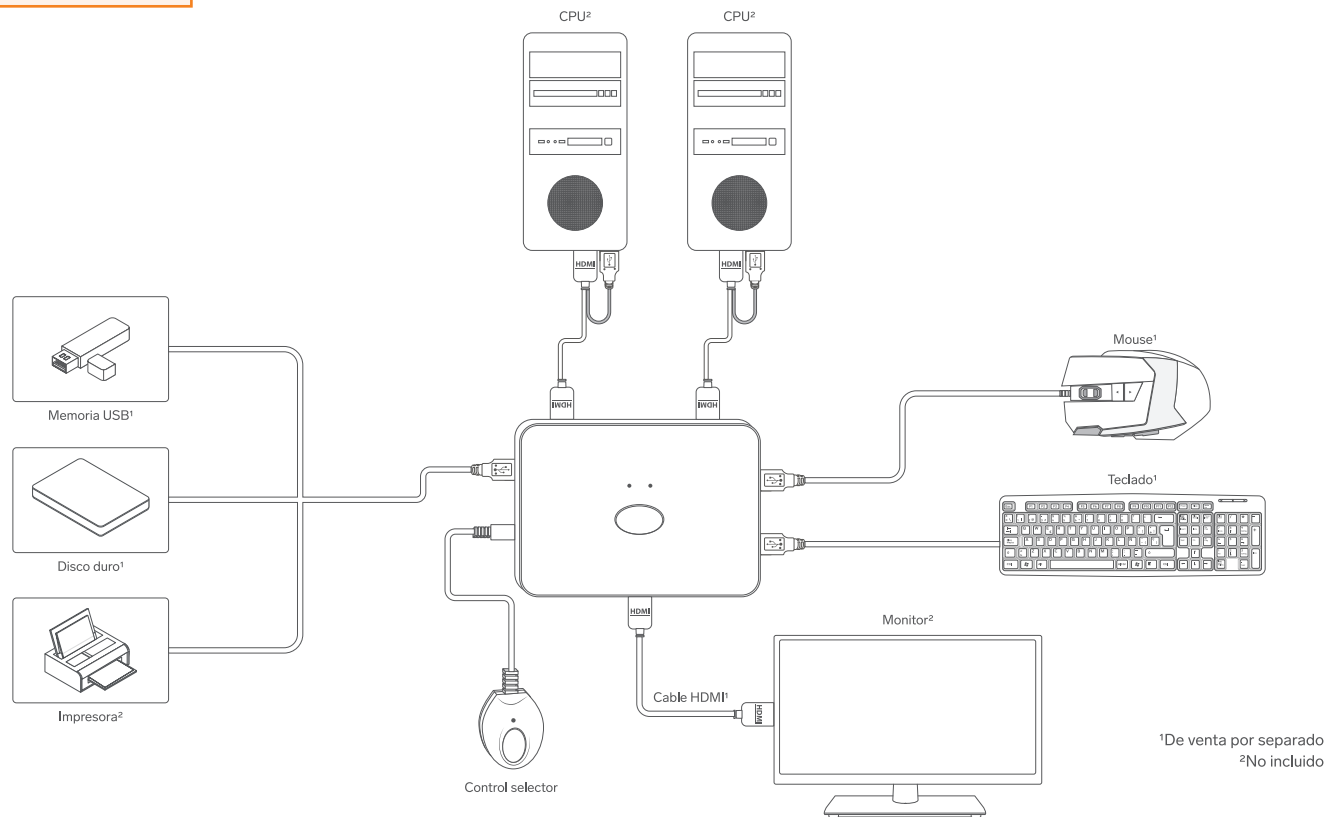 CPU²
CPU²
HDMI
HDMI
HDMI
HDMI
Memoria USB¹
Disco duro¹
Impresora²
Mouse¹
Teclado¹
HDMI
Cable HDMI¹
HDMI
Monitor²
Control selector
¹De venta por separado
²No incluido